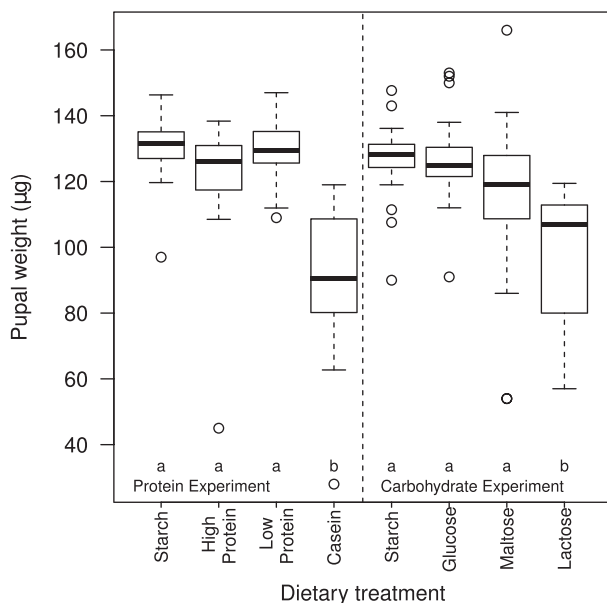 Pupal weight (µg)
160
140
120
100
80
60
40
a a a b a a a b
Protein Experiment Carbohydrate Experiment
Starch
High
Protein
Low
Protein
Casein
Starch
Glucose
Maltose
Lactose
Dietary treatment